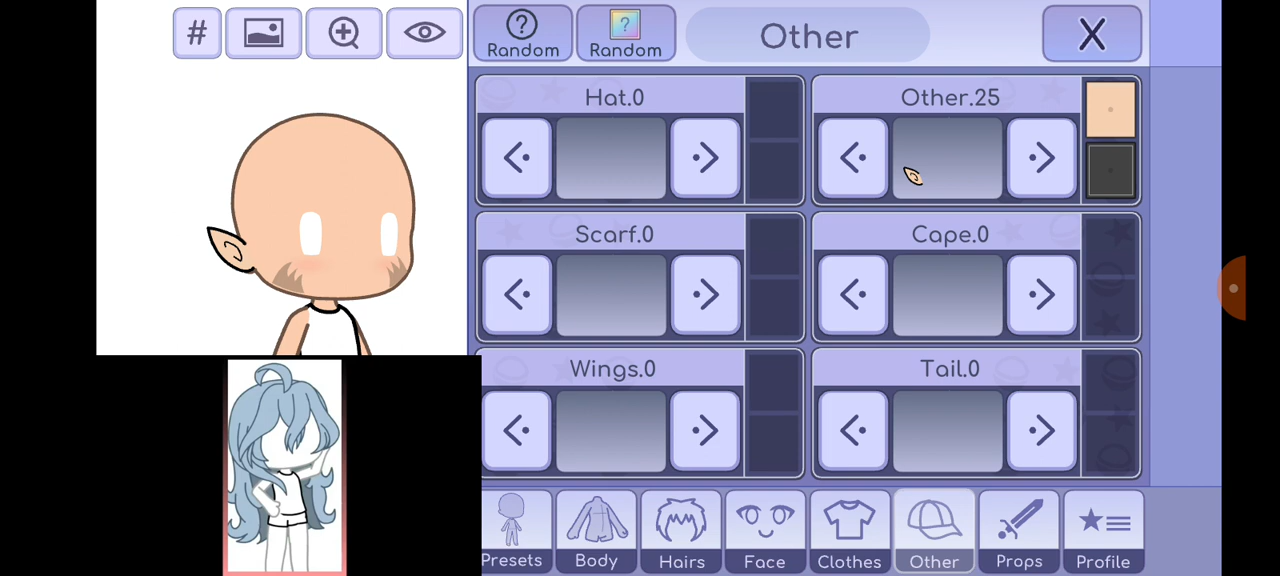 #
?
Random
?
Random
Other
X
Hat.0
Other.25
Scarf.0
Cape.0
Wings.0
Tail.0
Presets
Body
Hairs
Face
Clothes
Other
Props
Profile